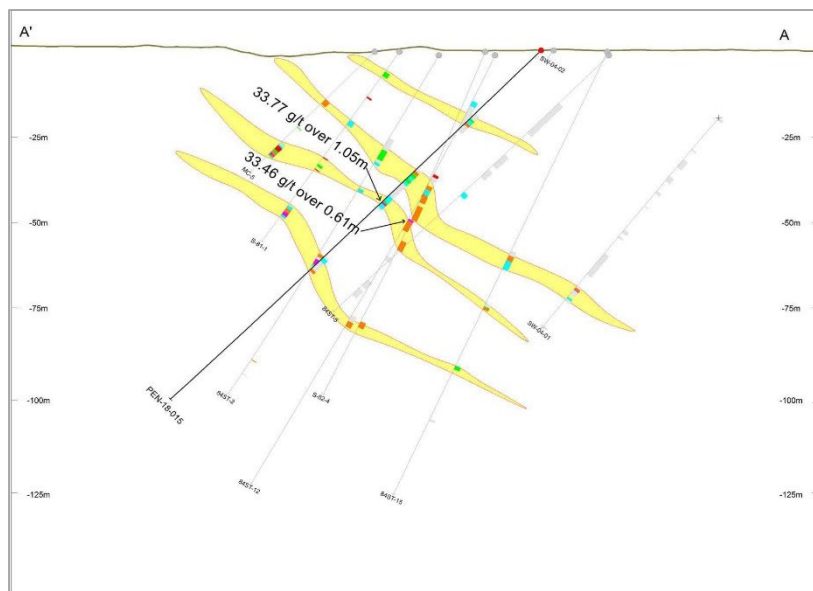 A'
A
SW-04-02
-25m
-25m
33.77 g/t over 1.05m
33.46 g/t over 0.61m
MC-5
-50m
-50m
S-81-1
-75m
-75m
84ST-5
SW-04-01
-100m
-100m
PEN-18-015
84ST-3
S-52-4
84ST-12
84ST-15
-125m
-125m